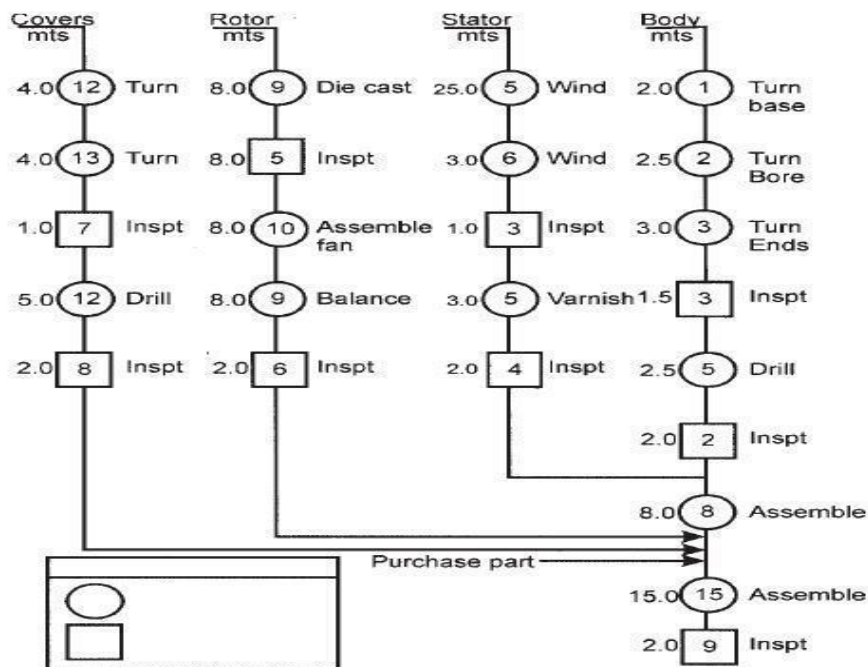 Covers Rotor Stator Body
mts mts mts mts
4.0 12 Turn 8.0 9 Die cast 25.0 5 Wind 2.0 1 Turn
base
4.0 13 Turn 8.0 5 Inspt 3.0 6 Wind 2.5 2 Turn
Bore
1.0 7 Inspt 8.0 10 Assemble 1.0 3 Inspt 3.0 3 Turn
fan Ends
5.0 12 Drill 8.0 9 Balance 3.0 5 Varnish 1.5 3 Inspt
2.0 8 Inspt 2.0 6 Inspt 2.0 4 Inspt 2.5 5 Drill
2.0 2 Inspt
8.0 8 Assemble
Purchase part
15.0 15 Assemble
2.0 9 Inspt